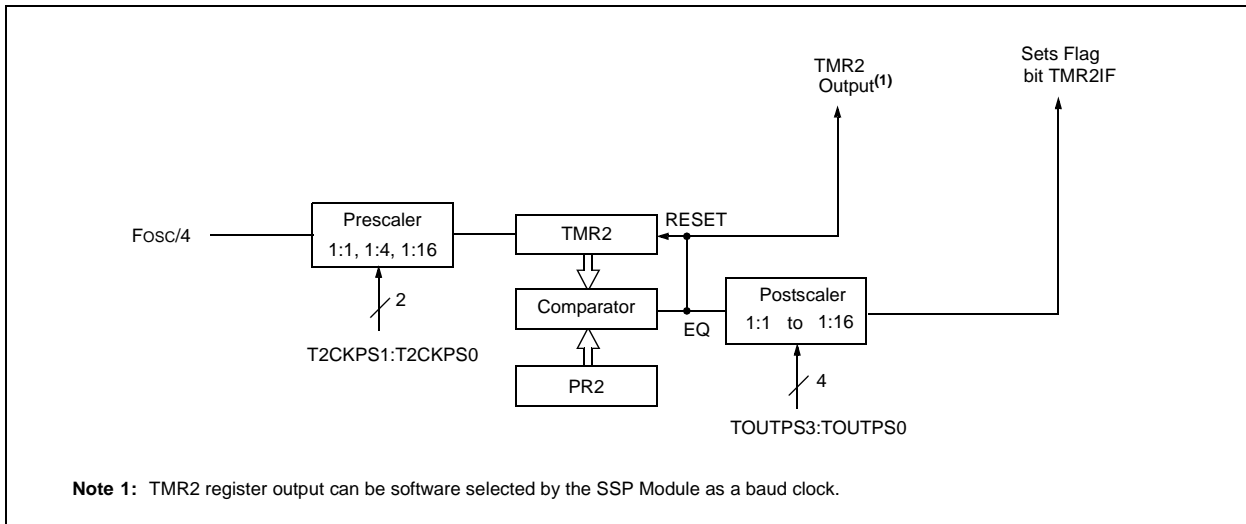 Sets Flag
bit TMR2IF
TMR2
Output(1)
Fosc/4
Prescaler
1:1, 1:4, 1:16
2
T2CKPS1:T2CKPS0
TMR2
RESET
Comparator
EQ
PR2
Postscaler
1:1 to 1:16
4
TOUTPS3:TOUTPS0
Note 1: TMR2 register output can be software selected by the SSP Module as a baud clock.